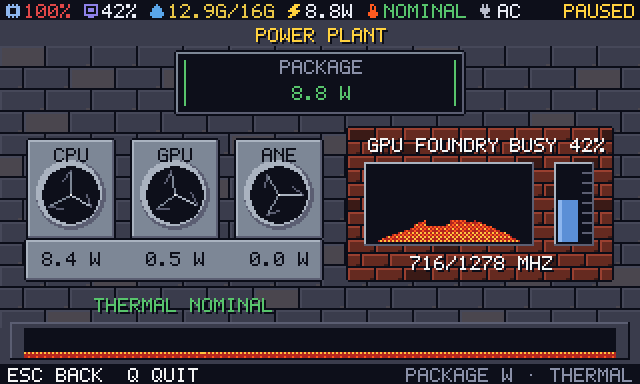 100% 42% 12.9G/16G 8.8W NOMINAL AC PAUSED
POWER PLANT
PACKAGE
8.8 W
CPU GPU ANE
8.4 W 0.5 W 0.0 W
GPU FOUNDRY BUSY 42%
716/1278 MHZ
THERMAL NOMINAL
ESC BACK Q QUIT PACKAGE W · THERMAL